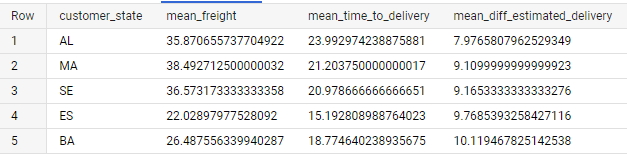 Row customer_state mean_freight mean_time_to_delivery mean_diff_estimated_delivery
1 AL 35.870655737704922 23.992974238875881 7.9765807962529349
2 MA 38.492712500000032 21.203750000000017 9.1099999999999923
3 SE 36.573173333333358 20.978666666666651 9.1653333333333276
4 ES 22.02897977528092 15.192808988764023 9.7685393258427116
5 BA 26.487556339940287 18.774640238935675 10.119467825142538